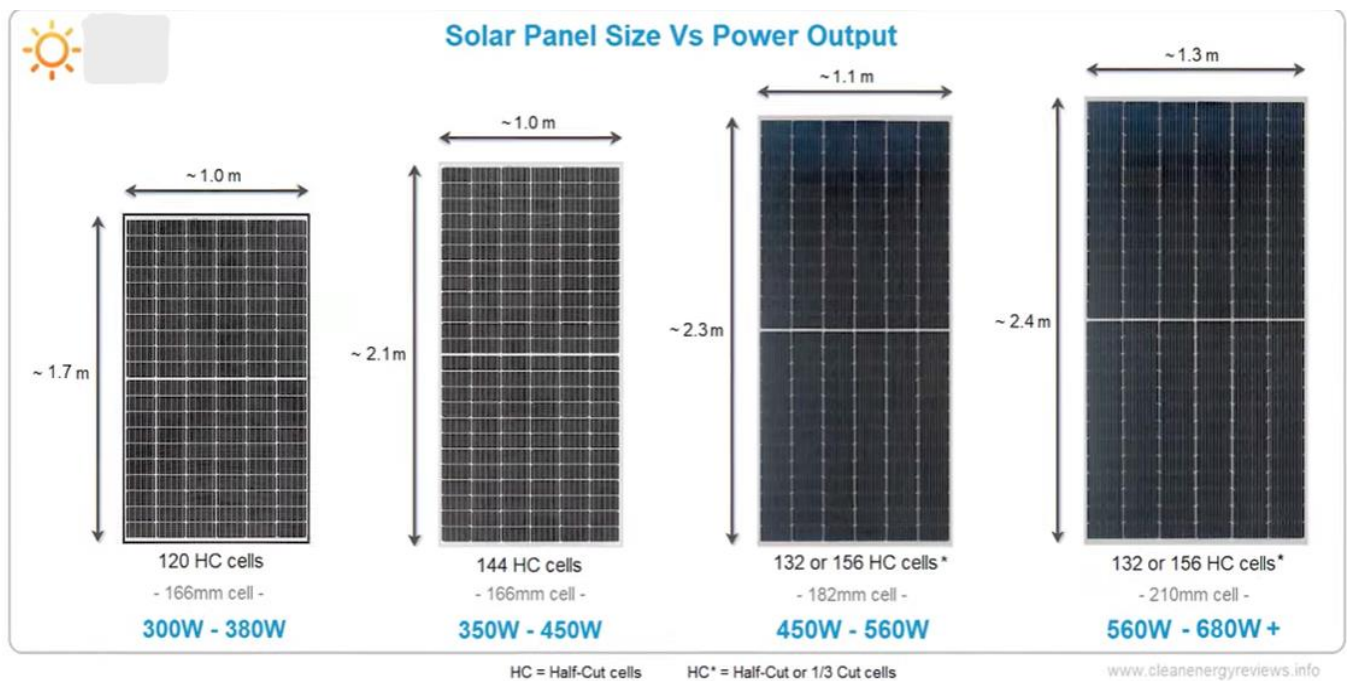 Solar Panel Size Vs Power Output
~ 1.0 m
~ 1.7 m
120 HC cells
- 166mm cell -
300W - 380W
~ 1.0 m
~ 2.1m
144 HC cells
- 166mm cell -
350W - 450W
~ 1.1 m
~ 2.3m
132 or 156 HC cells*
- 182mm cell -
450W - 560W
~ 1.3 m
~ 2.4 m
132 or 156 HC cells*
- 210mm cell -
560W - 680W +
HC = Half-Cut cells
HC* = Half-Cut or 1/3 Cut cells
www.cleanenergyreviews.info